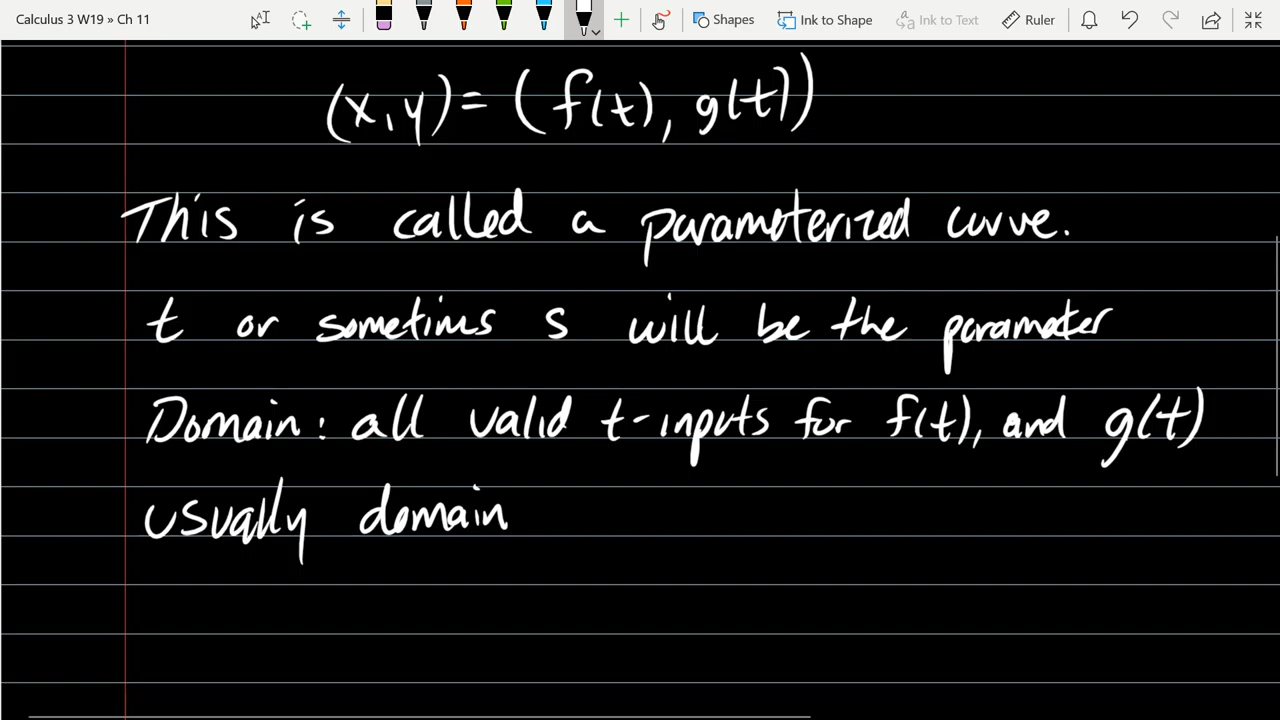 Calculus 3 W19 » Ch 11
Shapes
Ink to Shape
Ink to Text
Ruler
(x,y)= (f(t), g(t))
This is called a parameterized curve.
t or sometimes s will be the parameter
Domain: all valid t-inputs for f(t), and g(t)
usually domain